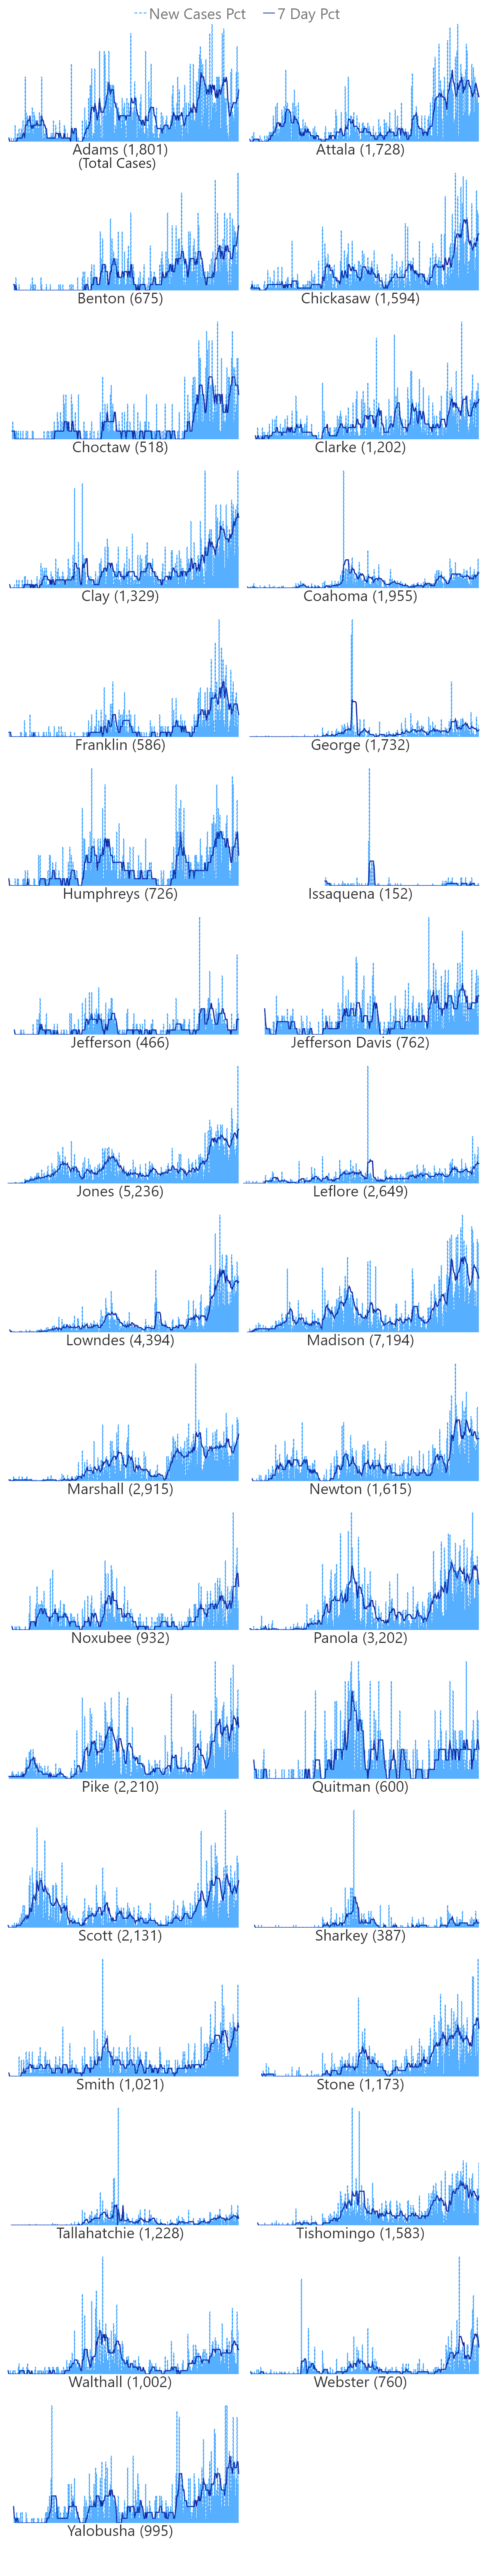 New Cases Pct 7 Day Pct
Adams (1,801) Attala (1,728)
(Total Cases)
Benton (675) Chickasaw (1,594)
Choctaw (518) Clarke (1,202)
Clay (1,329) Coahoma (1,955)
Franklin (586) George (1,732)
Humphreys (726) Issaquena (152)
Jefferson (466) Jefferson Davis (762)
Jones (5,236) Leflore (2,649)
Lowndes (4,394) Madison (7,194)
Marshall (2,915) Newton (1,615)
Noxubee (932) Panola (3,202)
Pike (2,210) Quitman (600)
Scott (2,131) Sharkey (387)
Smith (1,021) Stone (1,173)
Tallahatchie (1,228) Tishomingo (1,583)
Walthall (1,002) Webster (760)
Yalobusha (995)